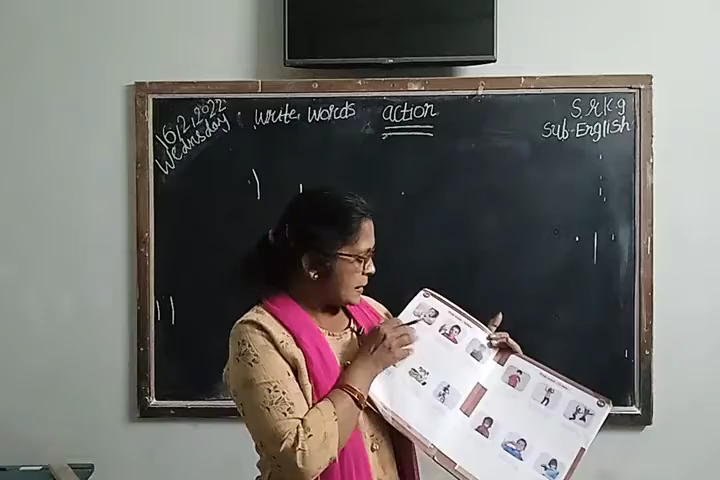 16.2.2022
Wednesday
Write words action
S.r.K.g
Sub-English